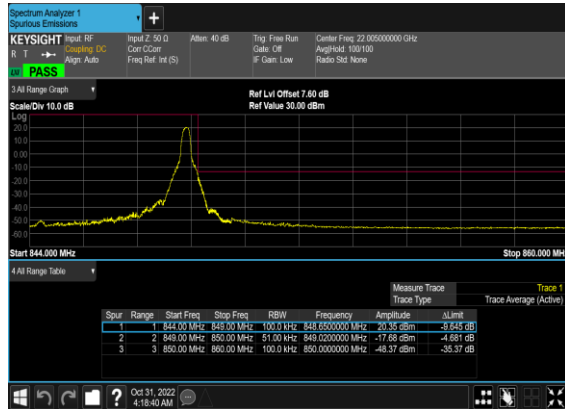 Spectrum Analyzer 1
Spurious Emissions
KEYSIGHT Input: RF Input Z: 50 Ω Atten: 40 dB Trig: Free Run Center Freq: 22.005000000 GHz
R T Coupling: DC Corr CCorr Gate: Off Avg|Hold: 100/100
Align: Auto Freq Ref: Int (S) IF Gain: Low Radio Std: None
PASS
3 All Range Graph Ref Lvl Offset 7.60 dB
Scale/Div 10.0 dB Ref Value 30.00 dBm
Log
20.0
10.0
0.00
-10.0
-20.0
-30.0
-40.0
-50.0
-60.0
Start 844.000 MHz Stop 860.000 MH
4 All Range Table
Measure Trace Trace 1
Trace Type Trace Average (Active)
Spur Range Start Freq Stop Freq RBW Frequency Amplitude ΔLimit
1 1 844.00 MHz 849.00 MHz 100.0 kHz 848.6500000 MHz 20.35 dBm -9.645 dB
2 2 849.00 MHz 850.00 MHz 51.00 kHz 849.0200000 MHz -17.68 dBm -4.681 dB
3 3 850.00 MHz 860.00 MHz 100.0 kHz 850.0000000 MHz -48.37 dBm -35.37 dB
? Oct 31, 2022
4:18:40 AM